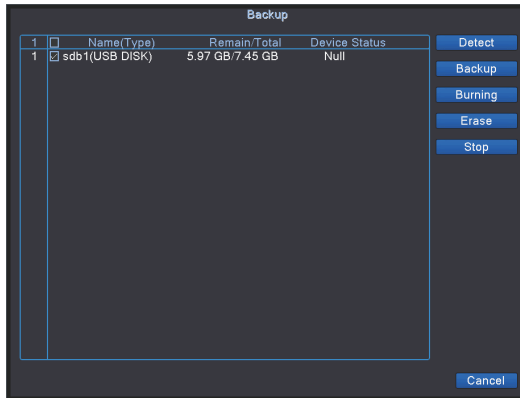 Backup
1 Name(Type) Remain/Total Device Status
1 sdb1(USB DISK) 5.97 GB/7.45 GB Null
Detect
Backup
Burning
Erase
Stop
Cancel